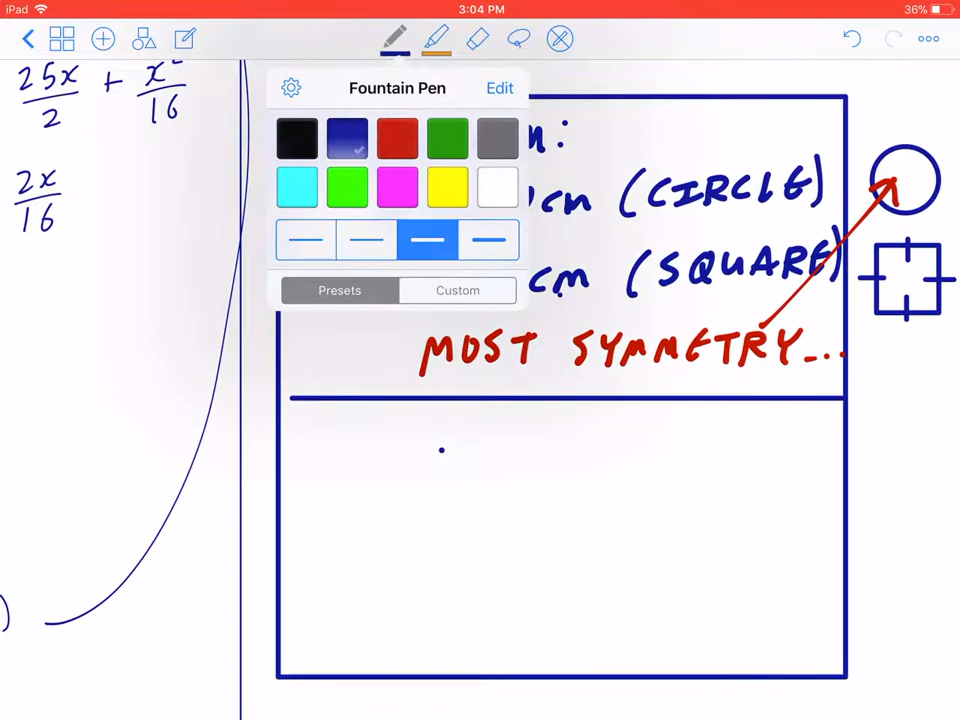 iPad 3:04 PM 36%
25x/2 + x²/16
2x/16
)
Fountain Pen Edit
Presets Custom
n:
cm (CIRCLE)
cm (SQUARE)
MOST SYMMETRY...